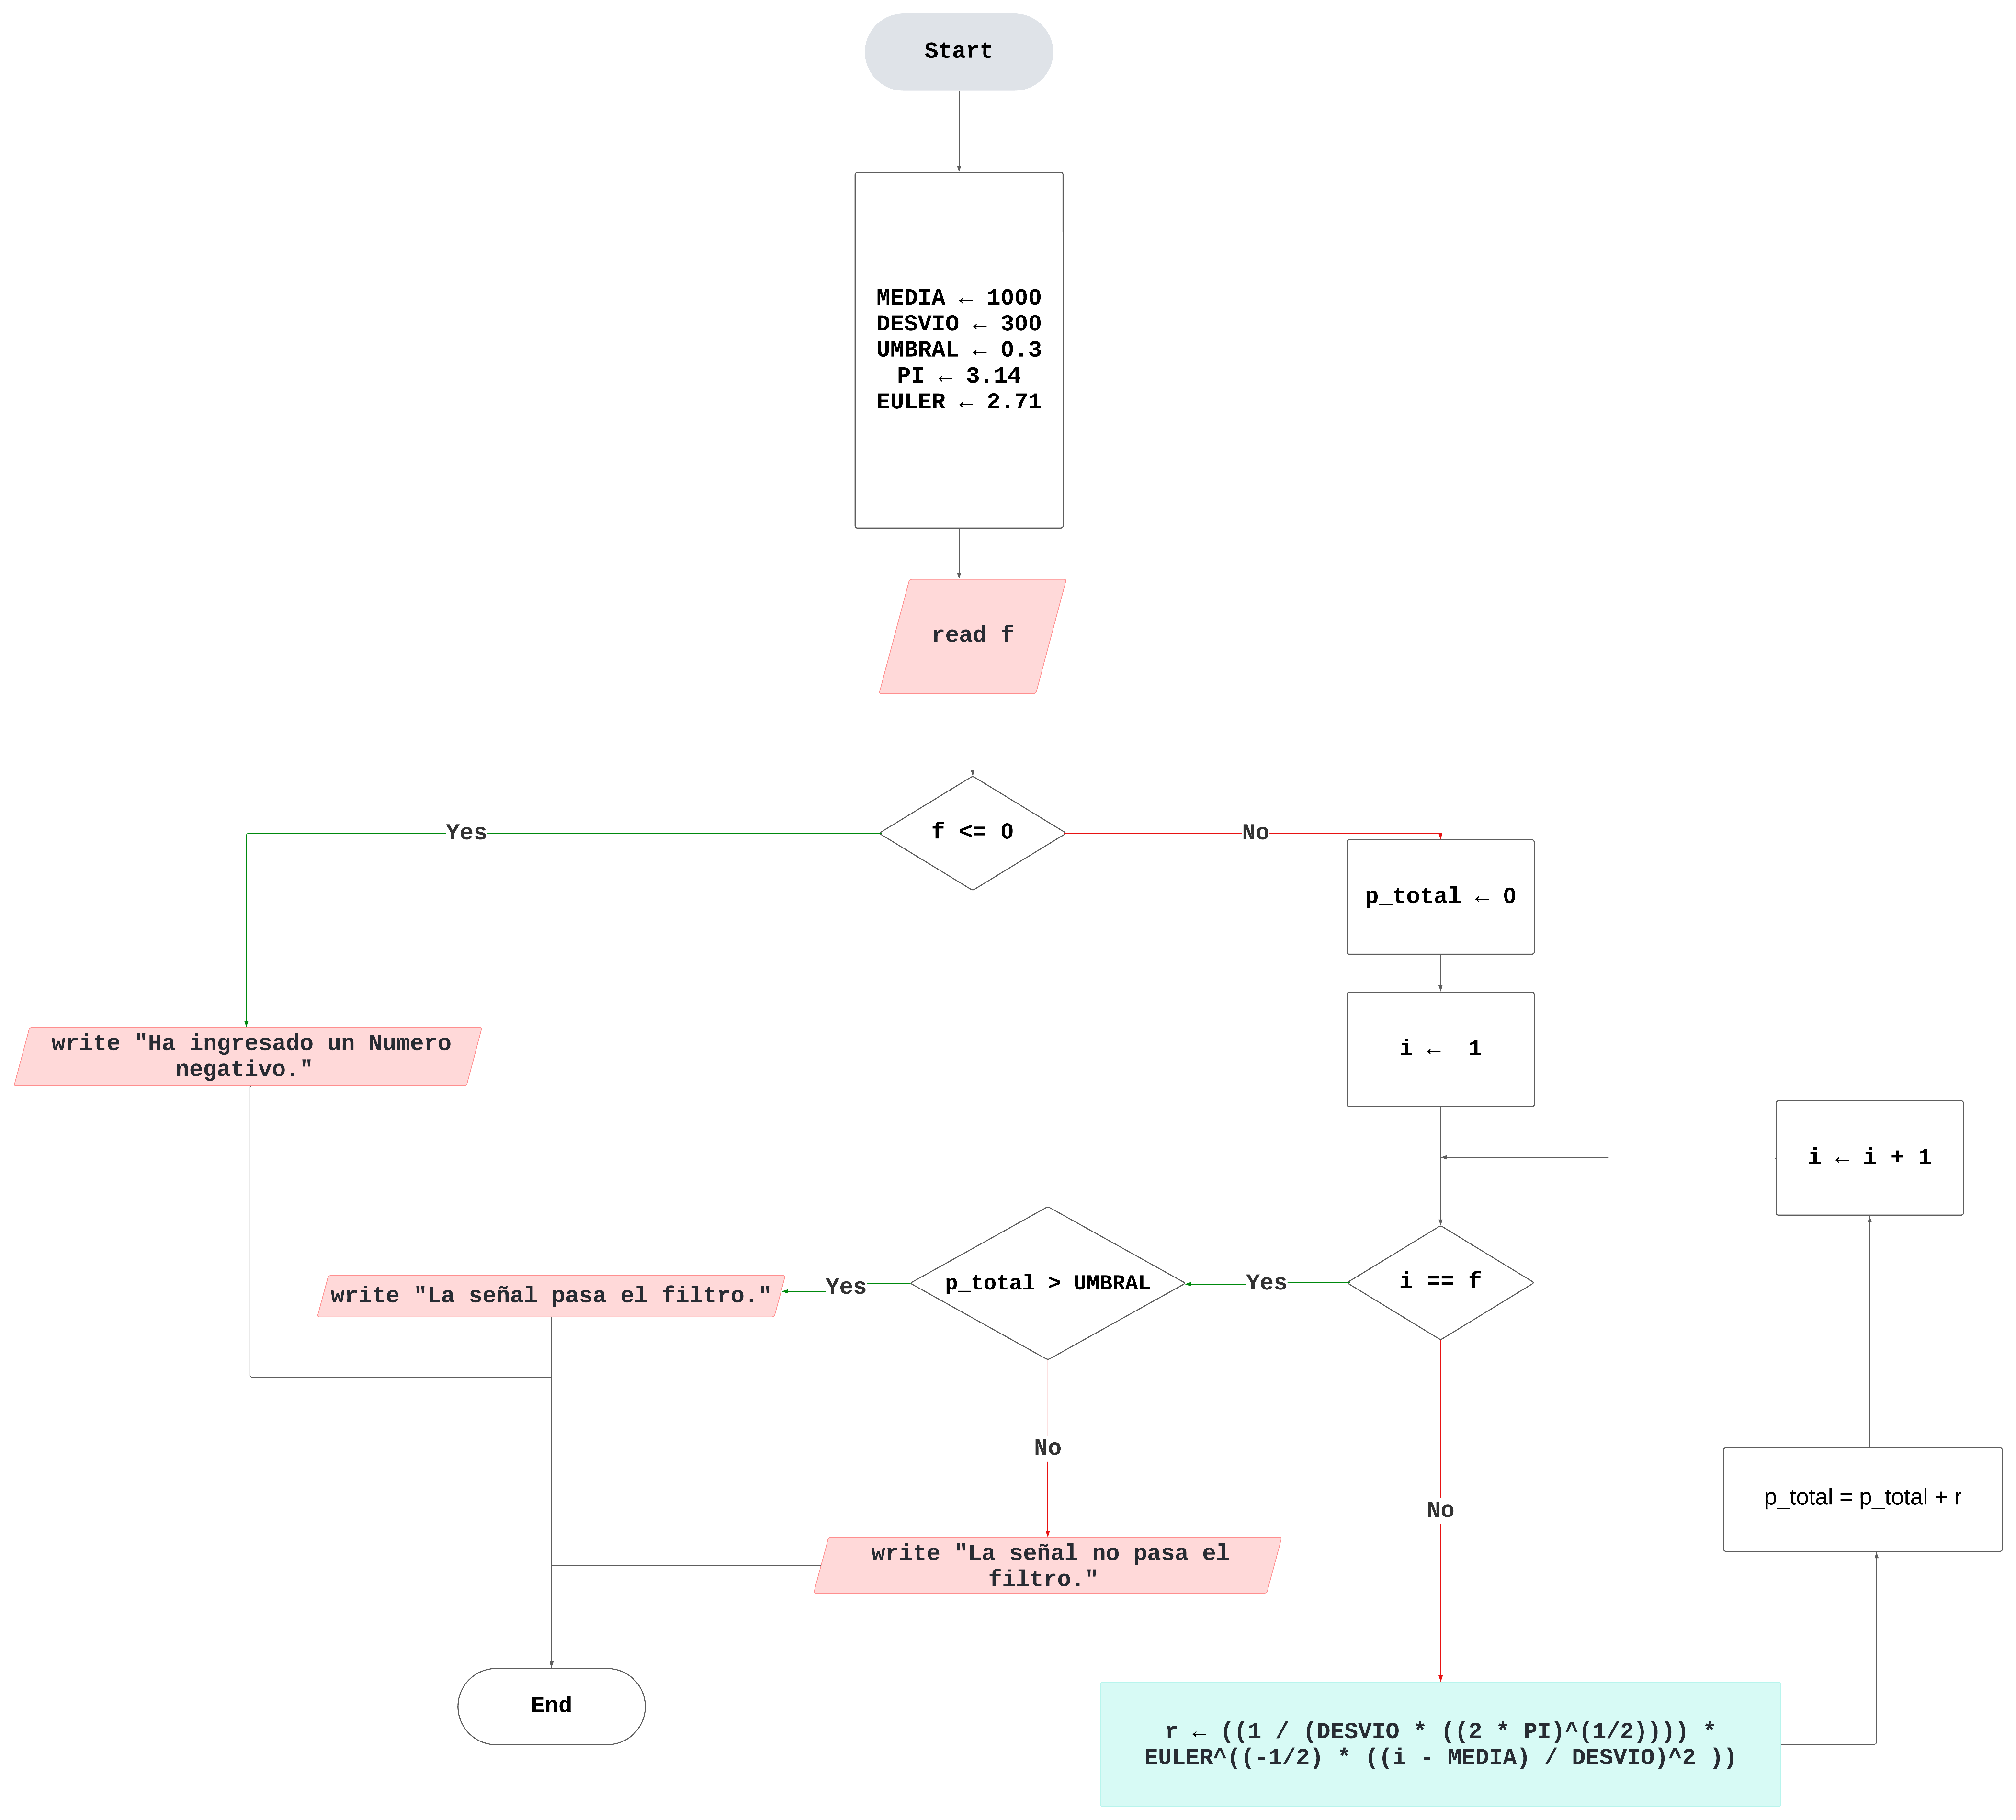 Start
MEDIA ← 1000
DESVIO ← 300
UMBRAL ← 0.3
PI ← 3.14
EULER ← 2.71
read f
f <= 0
Yes
No
p_total ← 0
i ←  1
write "Ha ingresado un Numero
negativo."
i ← i + 1
i == f
Yes
p_total > UMBRAL
Yes
write "La señal pasa el filtro."
No
No
p_total = p_total + r
write "La señal no pasa el
filtro."
End
r ← ((1 / (DESVIO * ((2 * PI)^(1/2)))) *
EULER^((-1/2) * ((i - MEDIA) / DESVIO)^2 ))